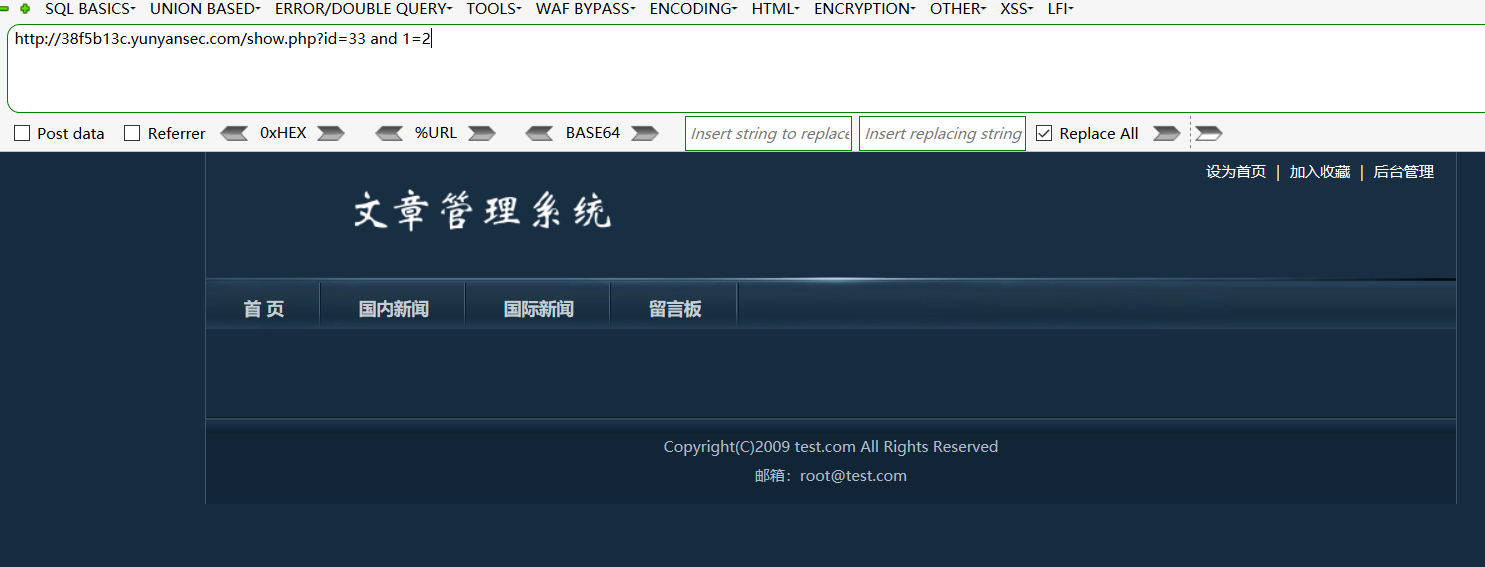 SQL BASICS UNION BASED ERROR/DOUBLE QUERY TOOLS WAF BYPASS ENCODING HTML ENCRYPTION OTHER XSS LFI
http://38f5b13c.yunyansec.com/show.php?id=33 and 1=2
Post data Referrer 0xHEX %URL BASE64 Insert string to replace Insert replacing string Replace All
设为首页 | 加入收藏 | 后台管理
文章管理系统
首 页 国内新闻 国际新闻 留言板
Copyright(C)2009 test.com All Rights Reserved
邮箱：root@test.com